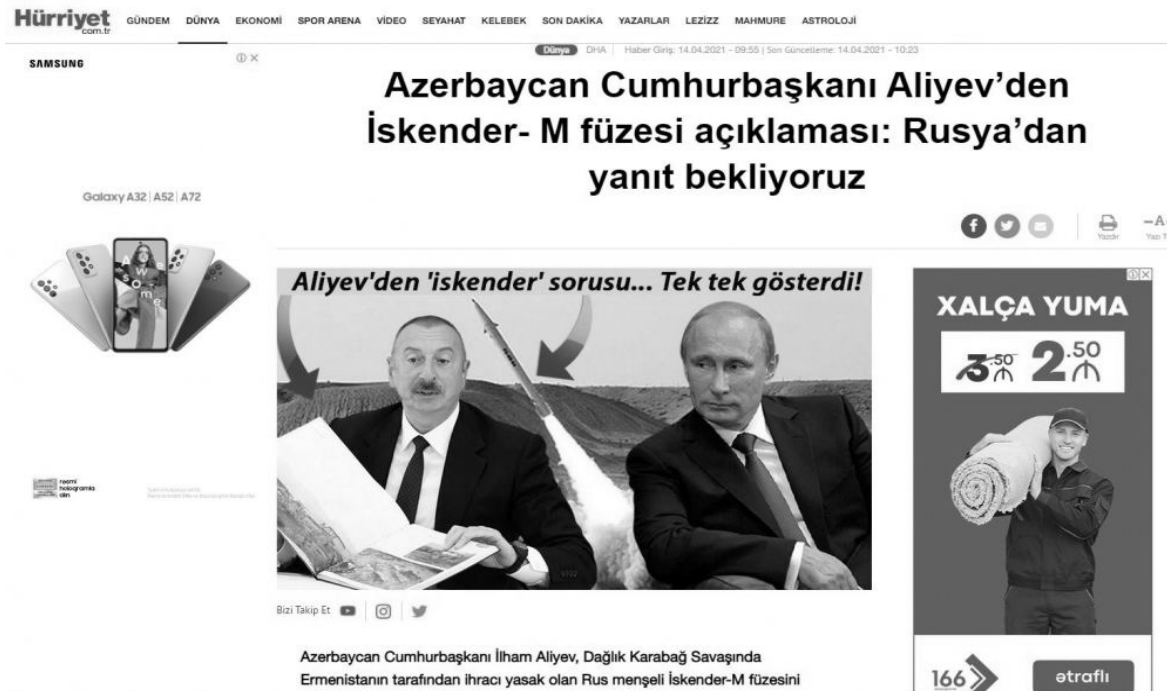 Hürriyet
com.tr
GÜNDEM DÜNYA EKONOMİ SPOR ARENA VİDEO SEYAHAT KELEBEK SON DAKİKA YAZARLAR LEZİZZ MAHMURE ASTROLOJİ
Dünya DHA Haber Giriş: 14.04.2021 - 09:55 | Son Güncelleme: 14.04.2021 - 10:23
SAMSUNG
Azerbaycan Cumhurbaşkanı Aliyev’den
İskender- M füzesi açıklaması: Rusya’dan
yanıt bekliyoruz
Galaxy A32 | A52 | A72
Yazdır
Aliyev'den 'iskender' sorusu... Tek tek gösterdi!
XALÇA YUMA
3.50 ₼ 2.50 ₼
Awesome
resmi
hologramla
alın
Bizi Takip Et
Azerbaycan Cumhurbaşkanı İlham Aliyev, Dağlık Karabağ Savaşında
Ermenistanın tarafından ihracı yasak olan Rus menşeli İskender-M füzesini
166
ətraflı